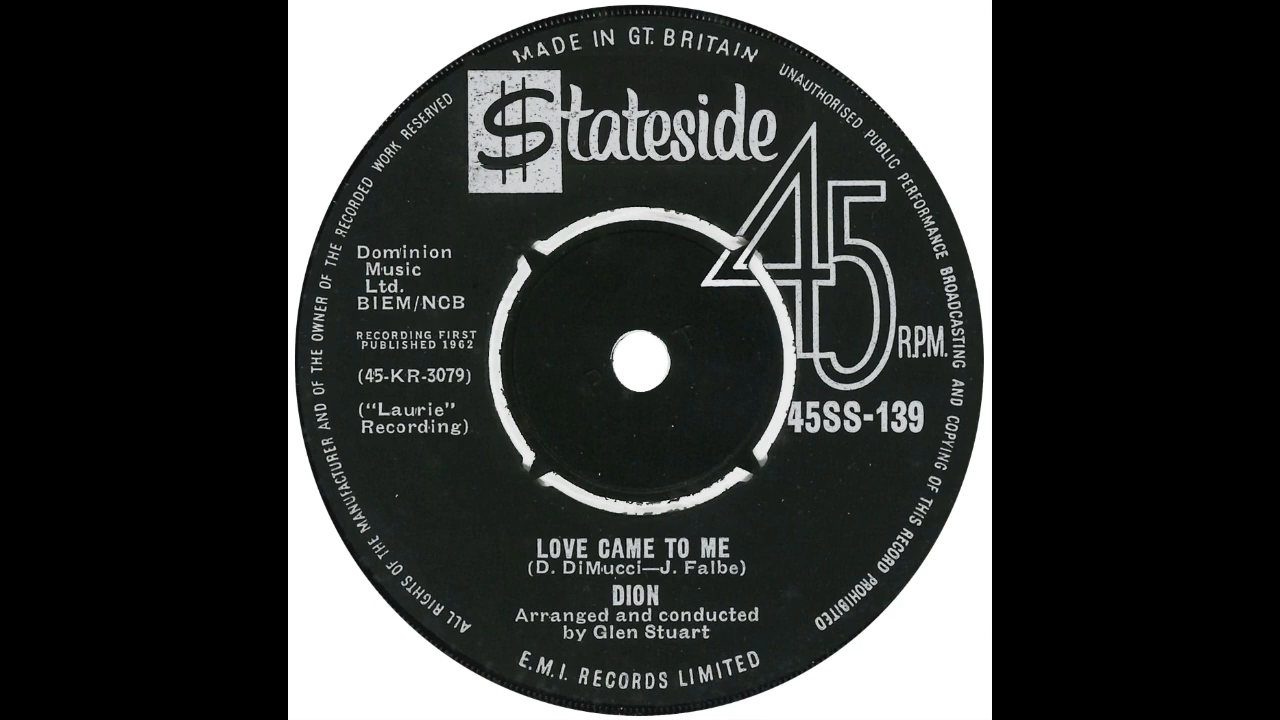 MADE IN GT. BRITAIN
UNAUTHORISED PUBLIC PERFORMANCE BROADCASTING AND COPYING OF THIS RECORD PROHIBITED
ALL RIGHTS OF THE MANUFACTURER AND OF THE OWNER OF THE RECORDED WORK RESERVED
$tateside
45
R.P.M.
45SS-139
Dominion
Music
Ltd.
BIEM/NCB
RECORDING FIRST
PUBLISHED 1962
(45-KR-3079)
("Laurie"
Recording)
LOVE CAME TO ME
(D. DiMucci—J. Falbe)
DION
Arranged and conducted
by Glen Stuart
E.M.I. RECORDS LIMITED